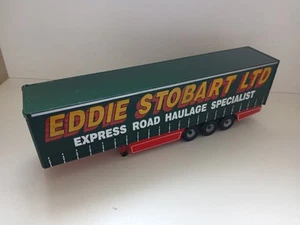 EDDIE STOBART LTD
EXPRESS ROAD HAULAGE SPECIALIST